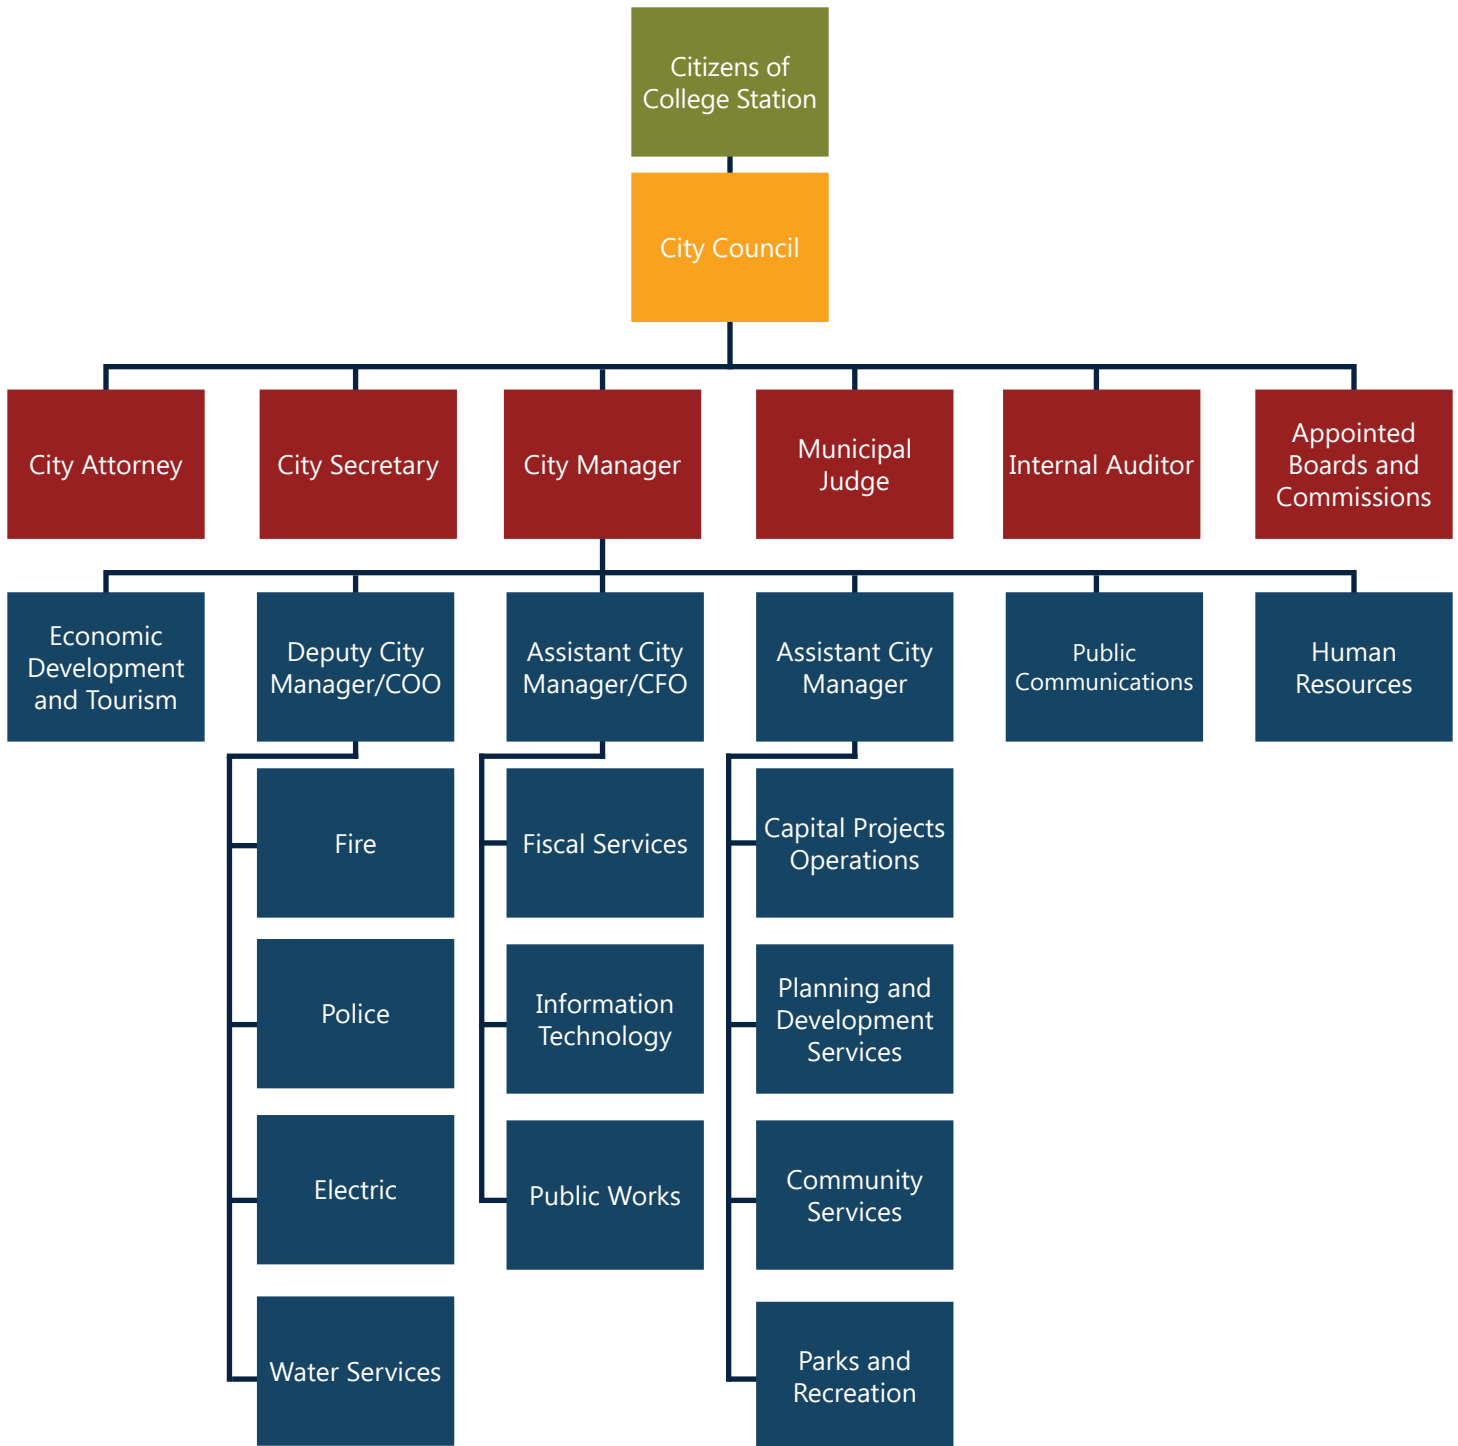 Citizens of
College Station
City Council
City Attorney
City Secretary
City Manager
Municipal
Judge
Internal Auditor
Appointed
Boards and
Commissions
Economic
Development
and Tourism
Deputy City
Manager/COO
Assistant City
Manager/CFO
Assistant City
Manager
Public
Communications
Human
Resources
Fire
Police
Electric
Water Services
Fiscal Services
Information
Technology
Public Works
Capital Projects
Operations
Planning and
Development
Services
Community
Services
Parks and
Recreation